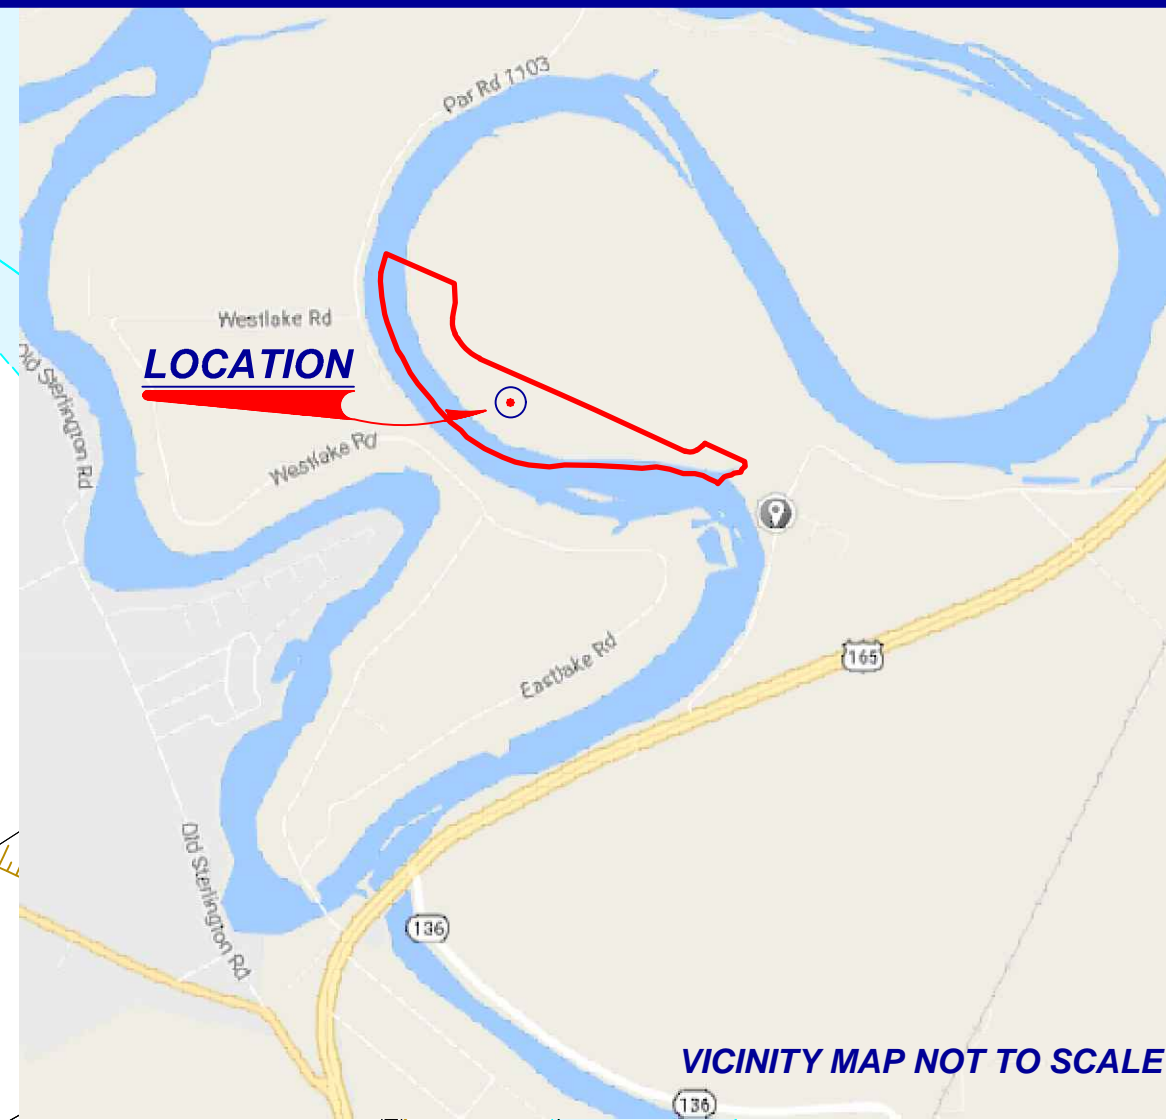 Par Rd 1103
Westlake Rd
LOCATION
Old Sterlington Rd
Westlake Rd
165
Eastlake Rd
Old Sterlington Rd
136
VICINITY MAP NOT TO SCALE
136